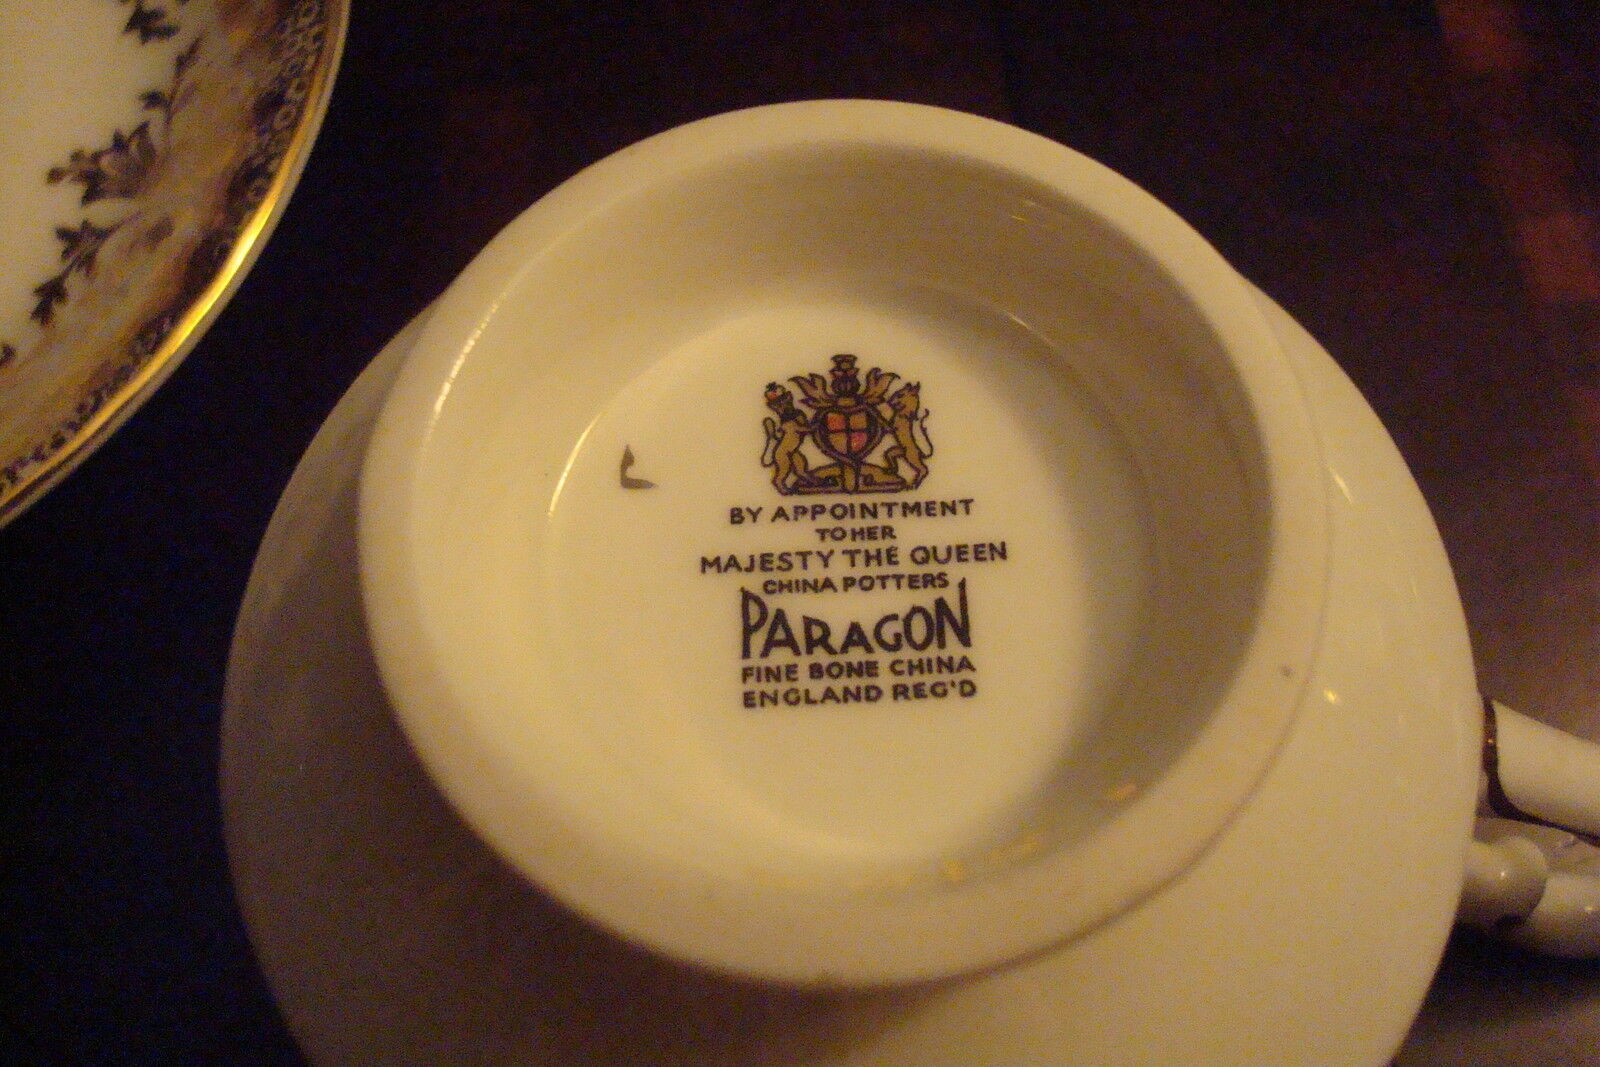 L
BY APPOINTMENT
TO HER
MAJESTY THE QUEEN
CHINA POTTERS
PARAGON
FINE BONE CHINA
ENGLAND REG'D